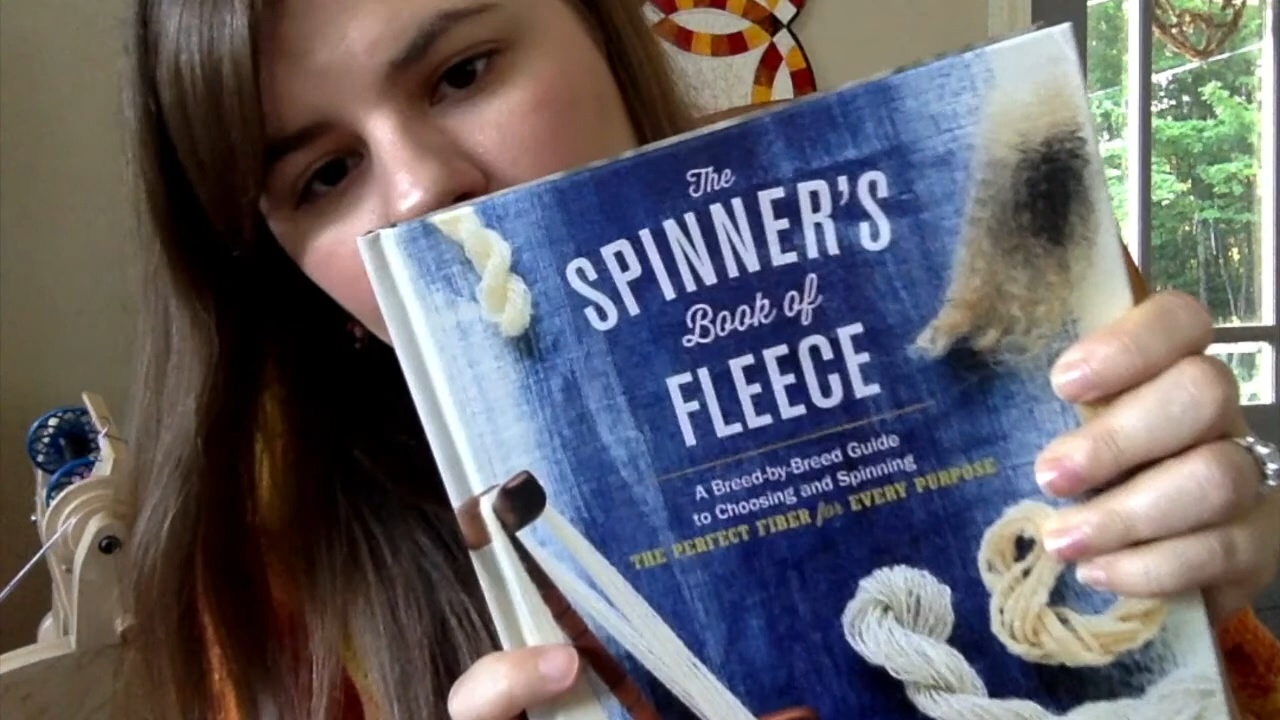 The
SPINNER'S
Book of
FLEECE
A Breed-by-Breed Guide
to Choosing and Spinning
THE PERFECT FIBER for EVERY PURPOSE